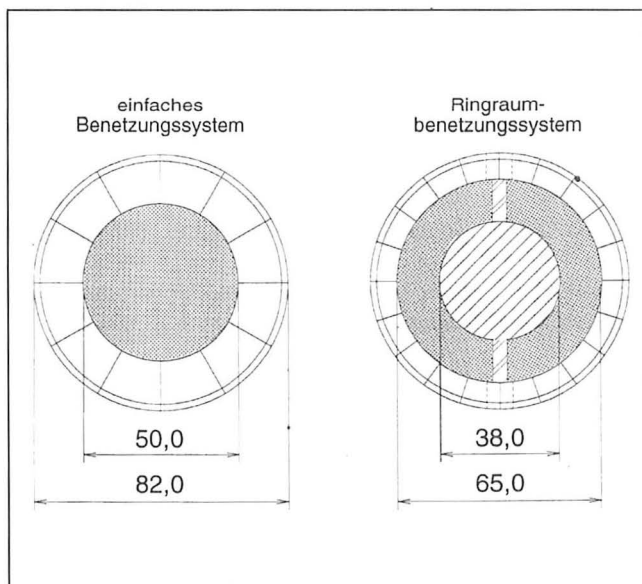 einfaches
Benetzungssystem
Ringraum-
benetzungssystem
50,0
82,0
38,0
65,0